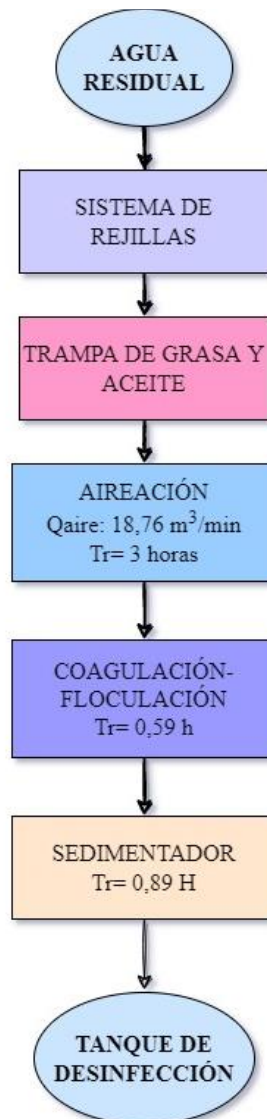 AGUA
RESIDUAL
SISTEMA DE
REJILLAS
TRAMPA DE GRASA Y
ACEITE
AIREACIÓN
Qaire: 18,76 m³/min
Tr= 3 horas
COAGULACIÓN-
FLOCULACIÓN
Tr= 0,59 h
SEDIMENTADOR
Tr= 0,89 H
TANQUE DE
DESINFECCIÓN